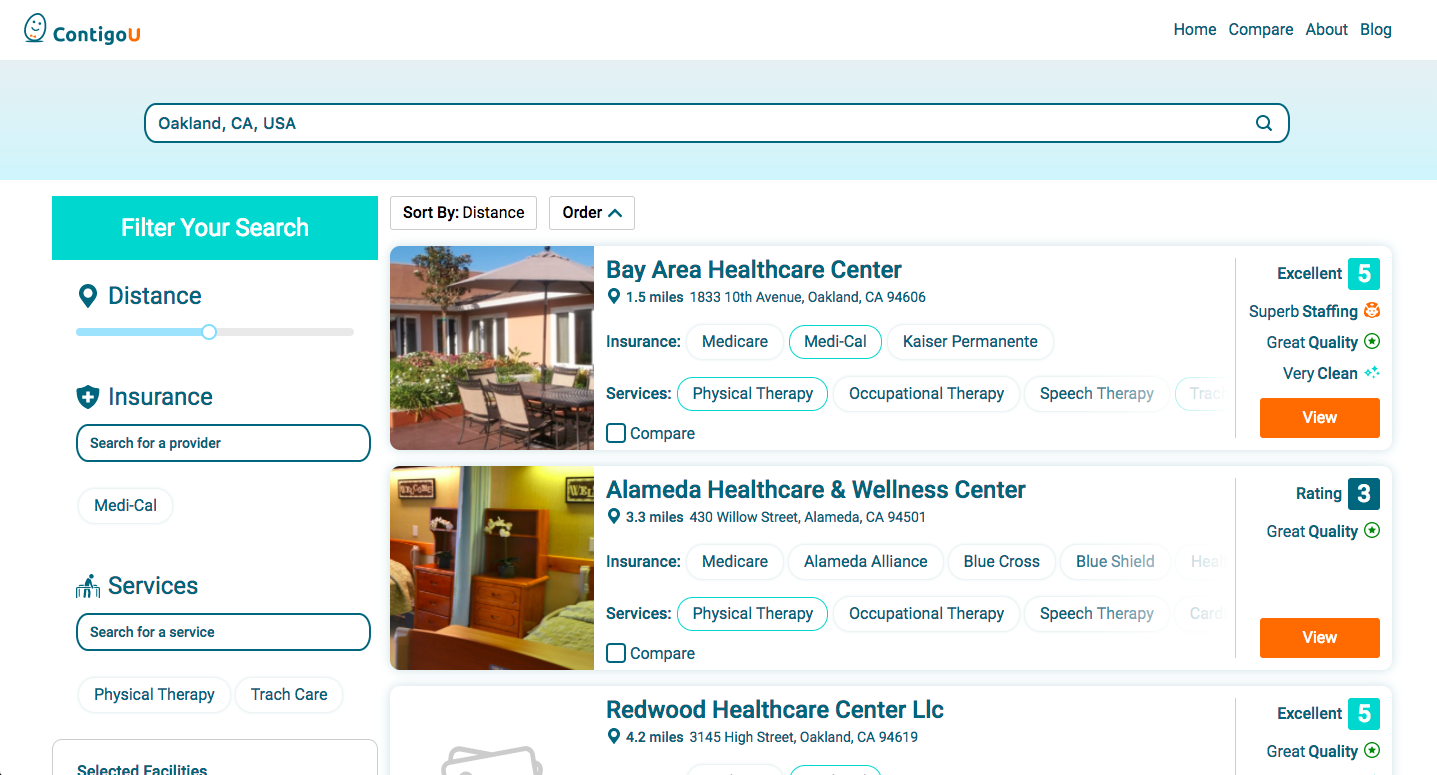 ContigoU
Home Compare About Blog
Oakland, CA, USA
Filter Your Search
Distance
Insurance
Search for a provider
Medi-Cal
Services
Search for a service
Physical Therapy Trach Care
Selected Facilities
Sort By: Distance Order
Bay Area Healthcare Center
1.5 miles 1833 10th Avenue, Oakland, CA 94606
Insurance: Medicare Medi-Cal Kaiser Permanente
Services: Physical Therapy Occupational Therapy Speech Therapy Trac
Compare
Excellent 5
Superb Staffing
Great Quality
Very Clean
View
WELCOME
WEL
Alameda Healthcare & Wellness Center
3.3 miles 430 Willow Street, Alameda, CA 94501
Insurance: Medicare Alameda Alliance Blue Cross Blue Shield Heal
Services: Physical Therapy Occupational Therapy Speech Therapy Card
Compare
Rating 3
Great Quality
View
Redwood Healthcare Center Llc
4.2 miles 3145 High Street, Oakland, CA 94619
Excellent 5
Great Quality